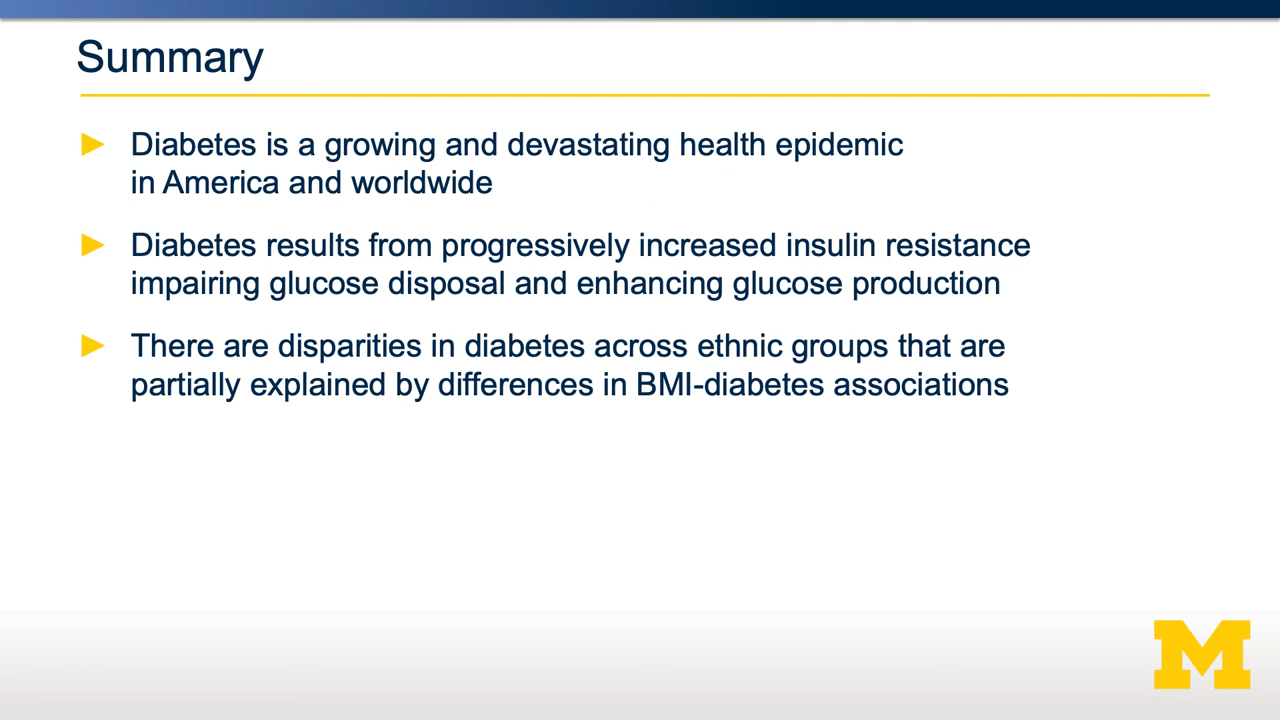 Summary
Diabetes is a growing and devastating health epidemic
in America and worldwide
Diabetes results from progressively increased insulin resistance
impairing glucose disposal and enhancing glucose production
There are disparities in diabetes across ethnic groups that are
partially explained by differences in BMI-diabetes associations
M